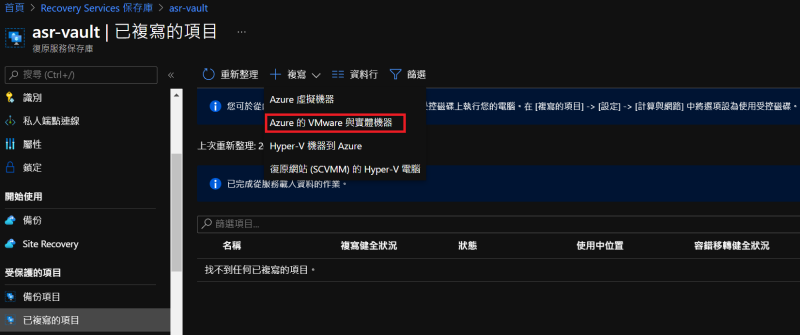 首頁 > Recovery Services 保存庫 > asr-vault
asr-vault | 已複寫的項目 ...
復原服務保存庫
搜尋 (Ctrl+/) «
識別
私人端點連線
屬性
鎖定
開始使用
備份
Site Recovery
受保護的項目
備份項目
已複寫的項目
重新整理 + 複寫 資料行 篩選
Azure 虛擬機器
Azure 的 VMware 與實體機器
Hyper-V 機器到 Azure
復原網站 (SCVMM) 的 Hyper-V 電腦
您可於從 受控磁碟上執行您的電腦。在 [複寫的項目] -> [設定] -> [計算與網路] 中將選項設為使用受控磁碟。
上次重新整理: 2
已完成從服務載入資料的作業。
篩選項目...
名稱 複寫健全狀況 狀態 使用中位置 容錯移轉健全狀況
找不到任何已複寫的項目。